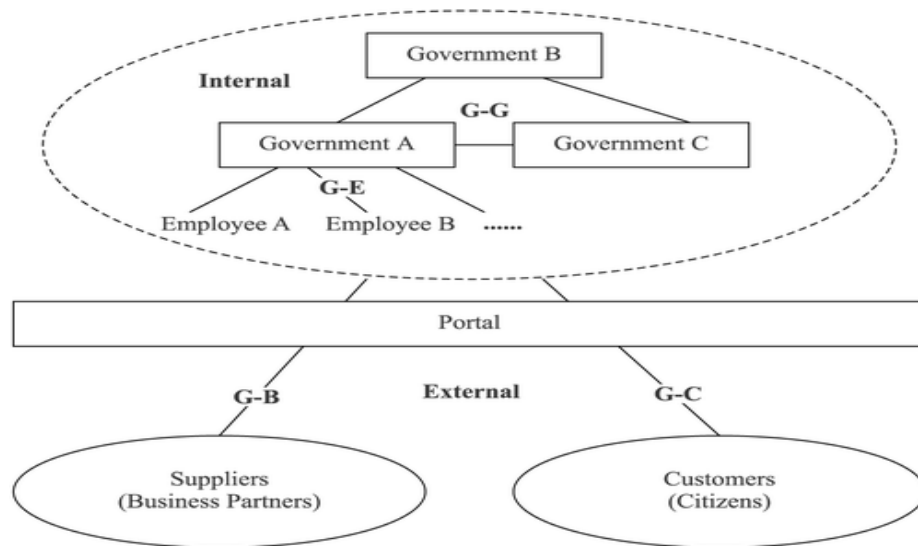 Government B
Internal
G-G
Government A
Government C
G-E
Employee A
Employee B
......
Portal
G-B
External
G-C
Suppliers
(Business Partners)
Customers
(Citizens)